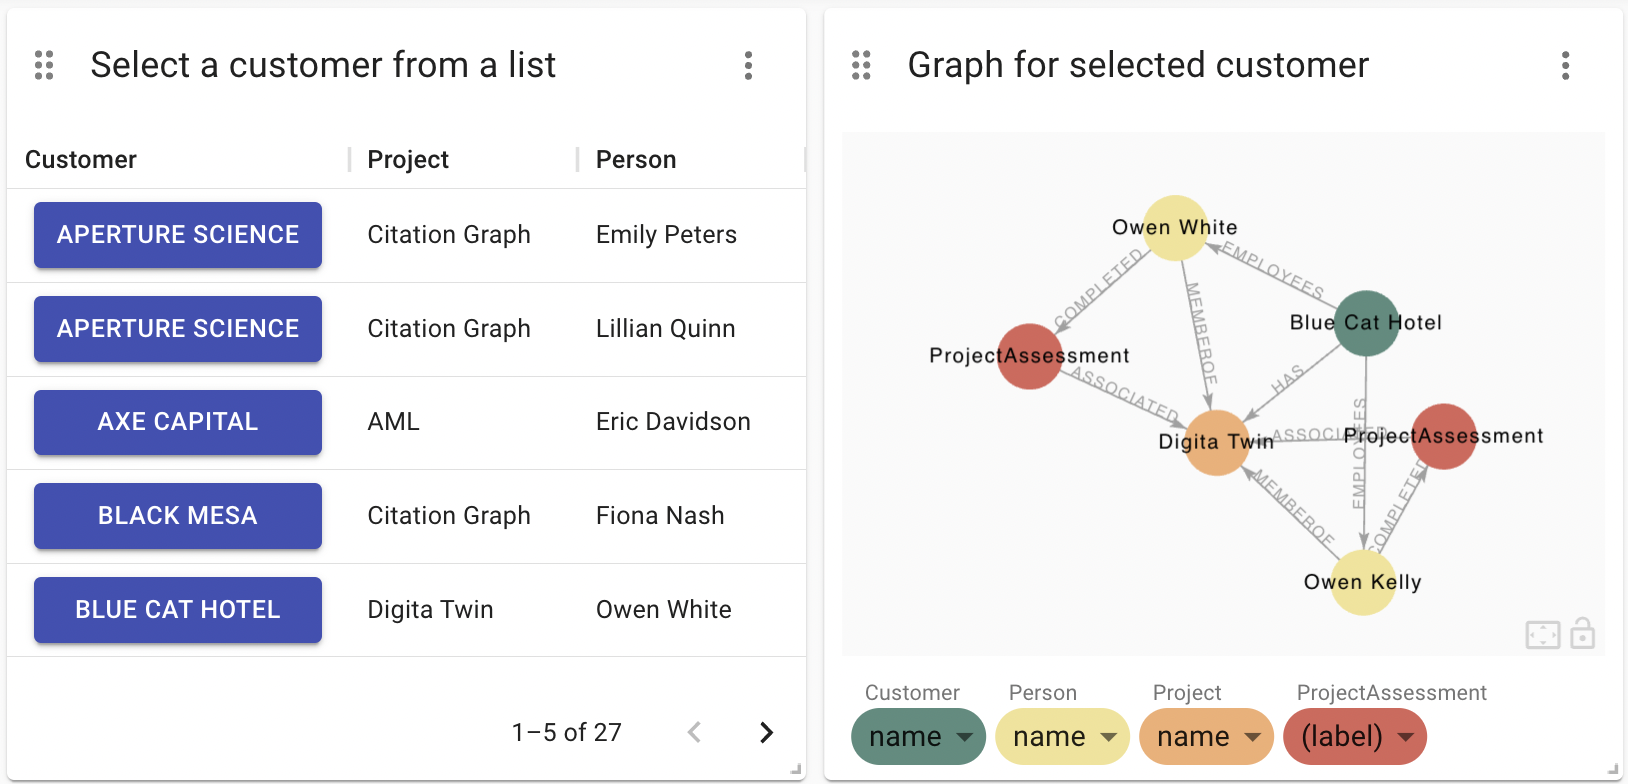 Select a customer from a list
Customer Project Person
APERTURE SCIENCE Citation Graph Emily Peters
APERTURE SCIENCE Citation Graph Lillian Quinn
AXE CAPITAL AML Eric Davidson
BLACK MESA Citation Graph Fiona Nash
BLUE CAT HOTEL Digita Twin Owen White
1–5 of 27
Graph for selected customer
Owen White
EMPLOYEES
COMPLETED
MEMBEROF
Blue Cat Hotel
ProjectAssessment
ASSOCIATED
HAS
EMPLOYEES
Digita Twin
ASSOCIATED
ProjectAssessment
MEMBEROF
COMPLETED
Owen Kelly
Customer Person Project ProjectAssessment
name name name (label)